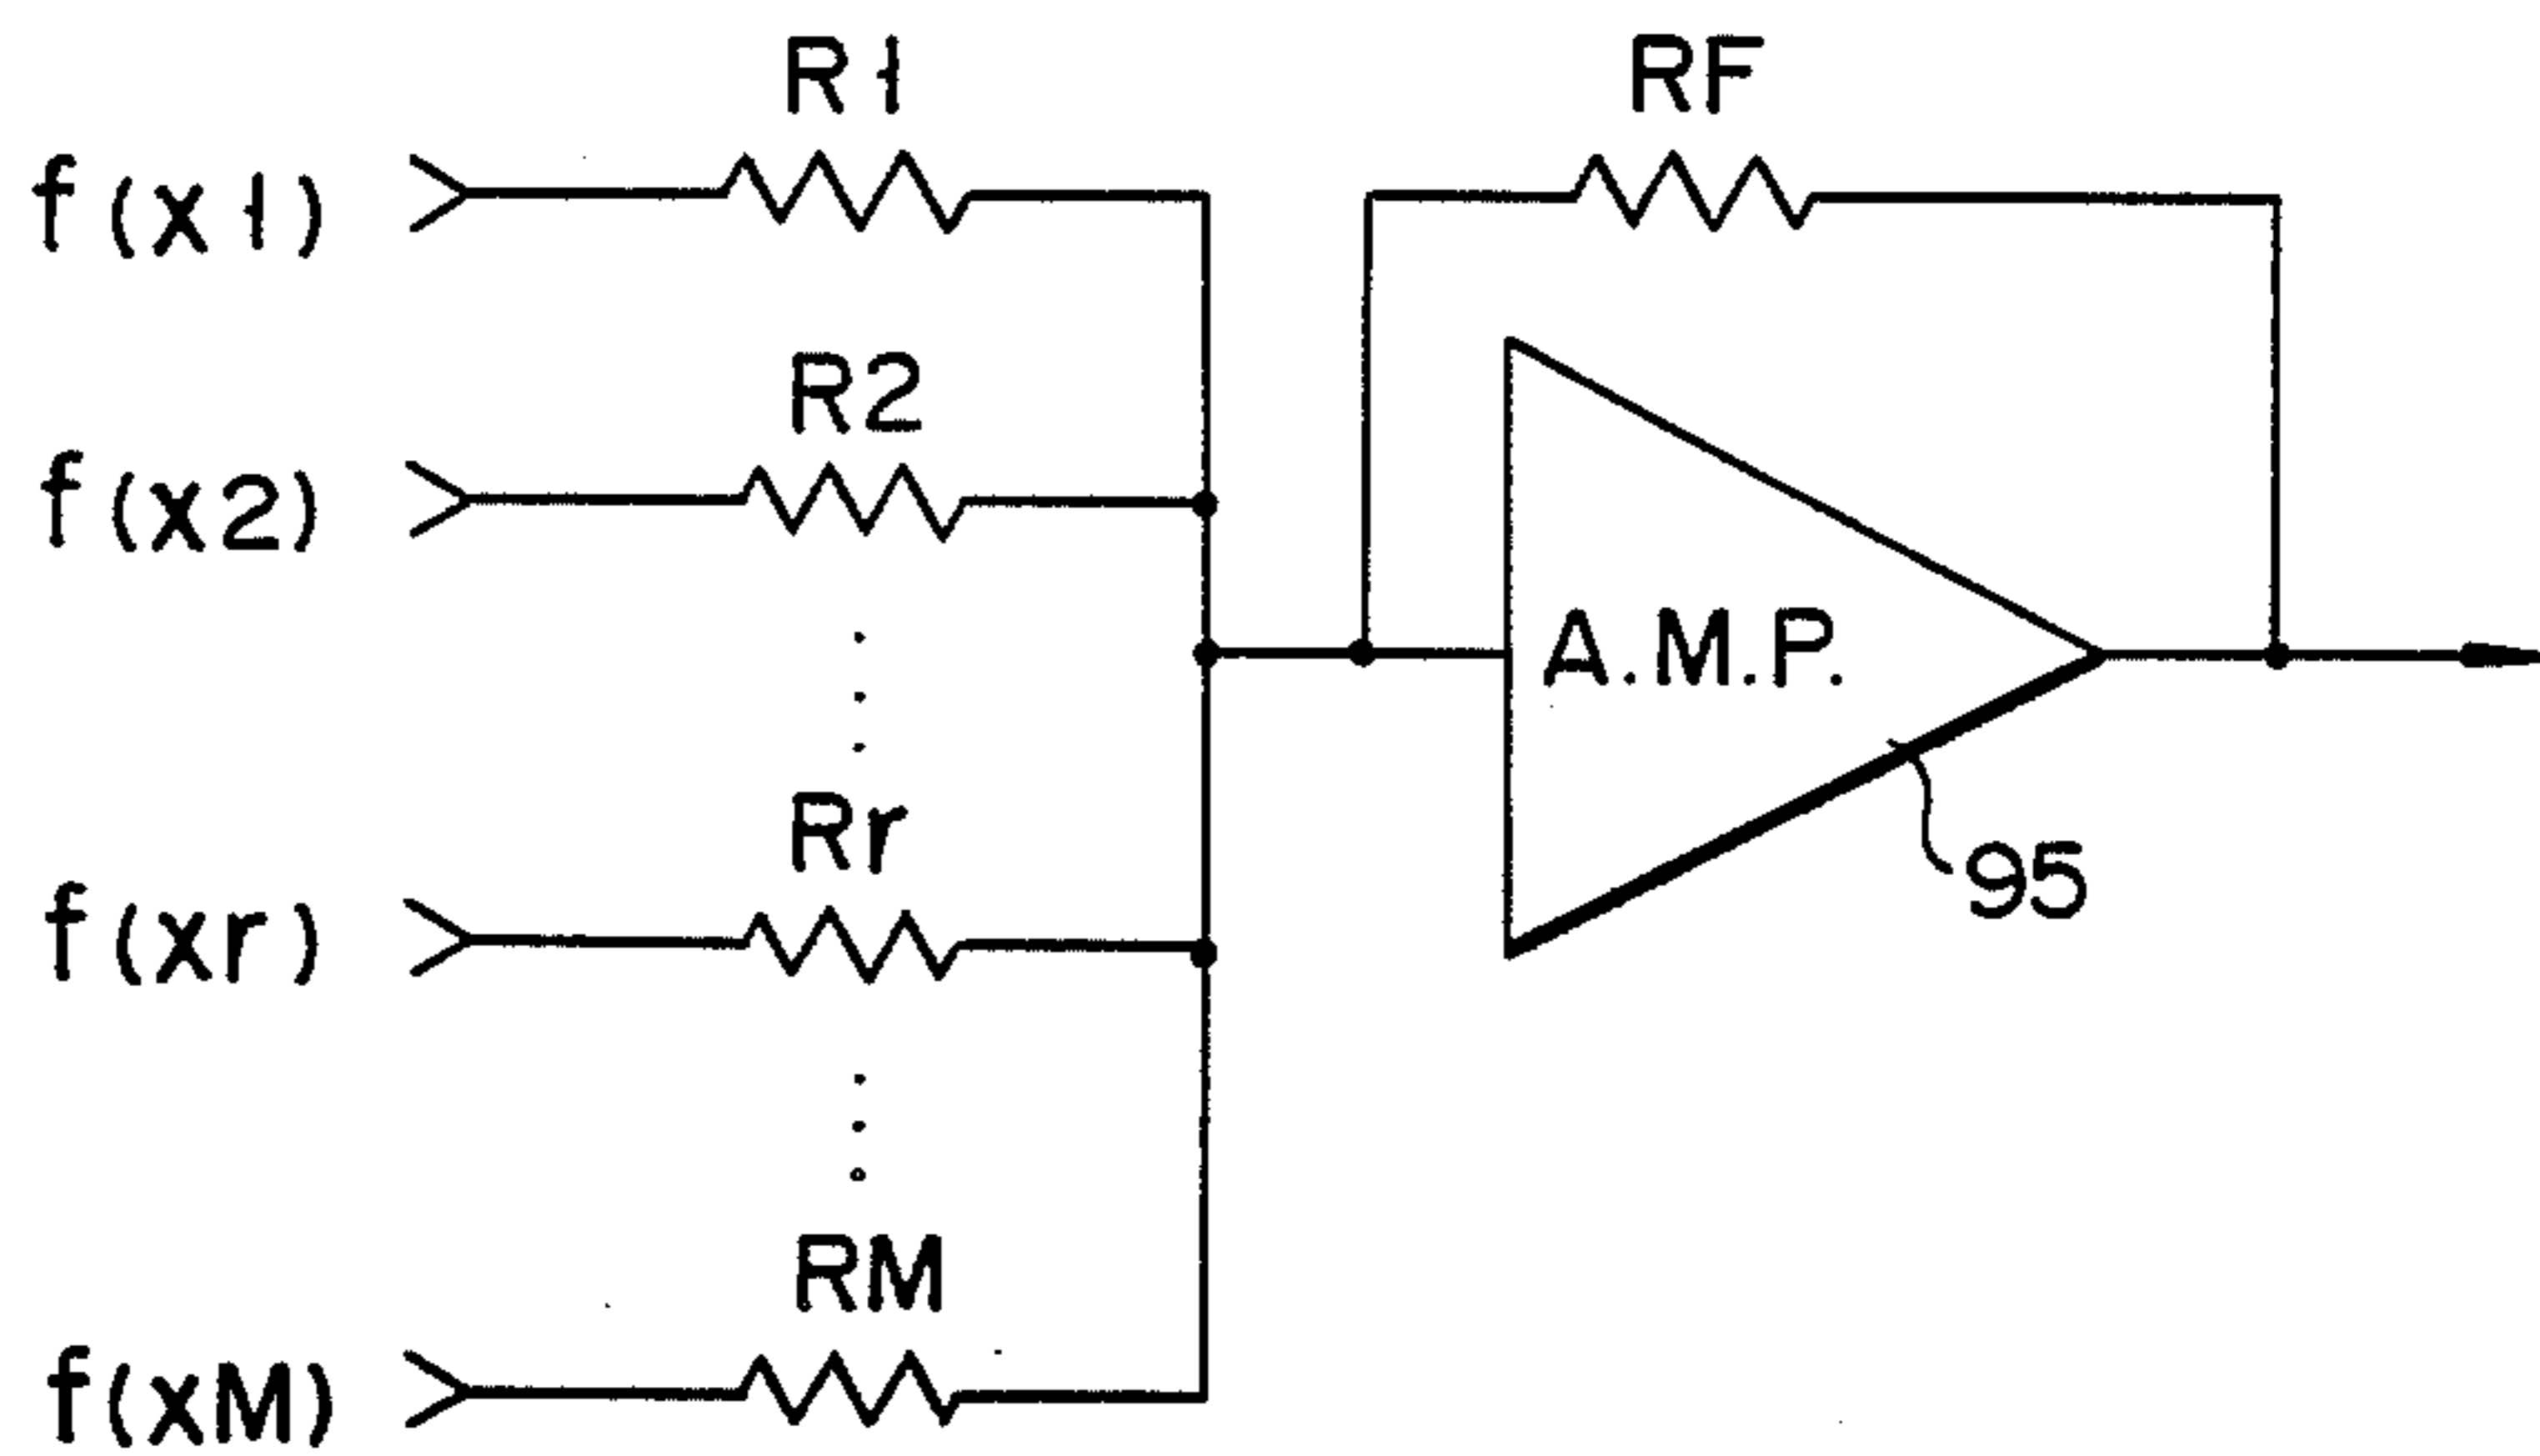 R1
RF
f(x1)
R2
f(x2)
A.M.P.
Rr
95
f(xr)
RM
f(xM)